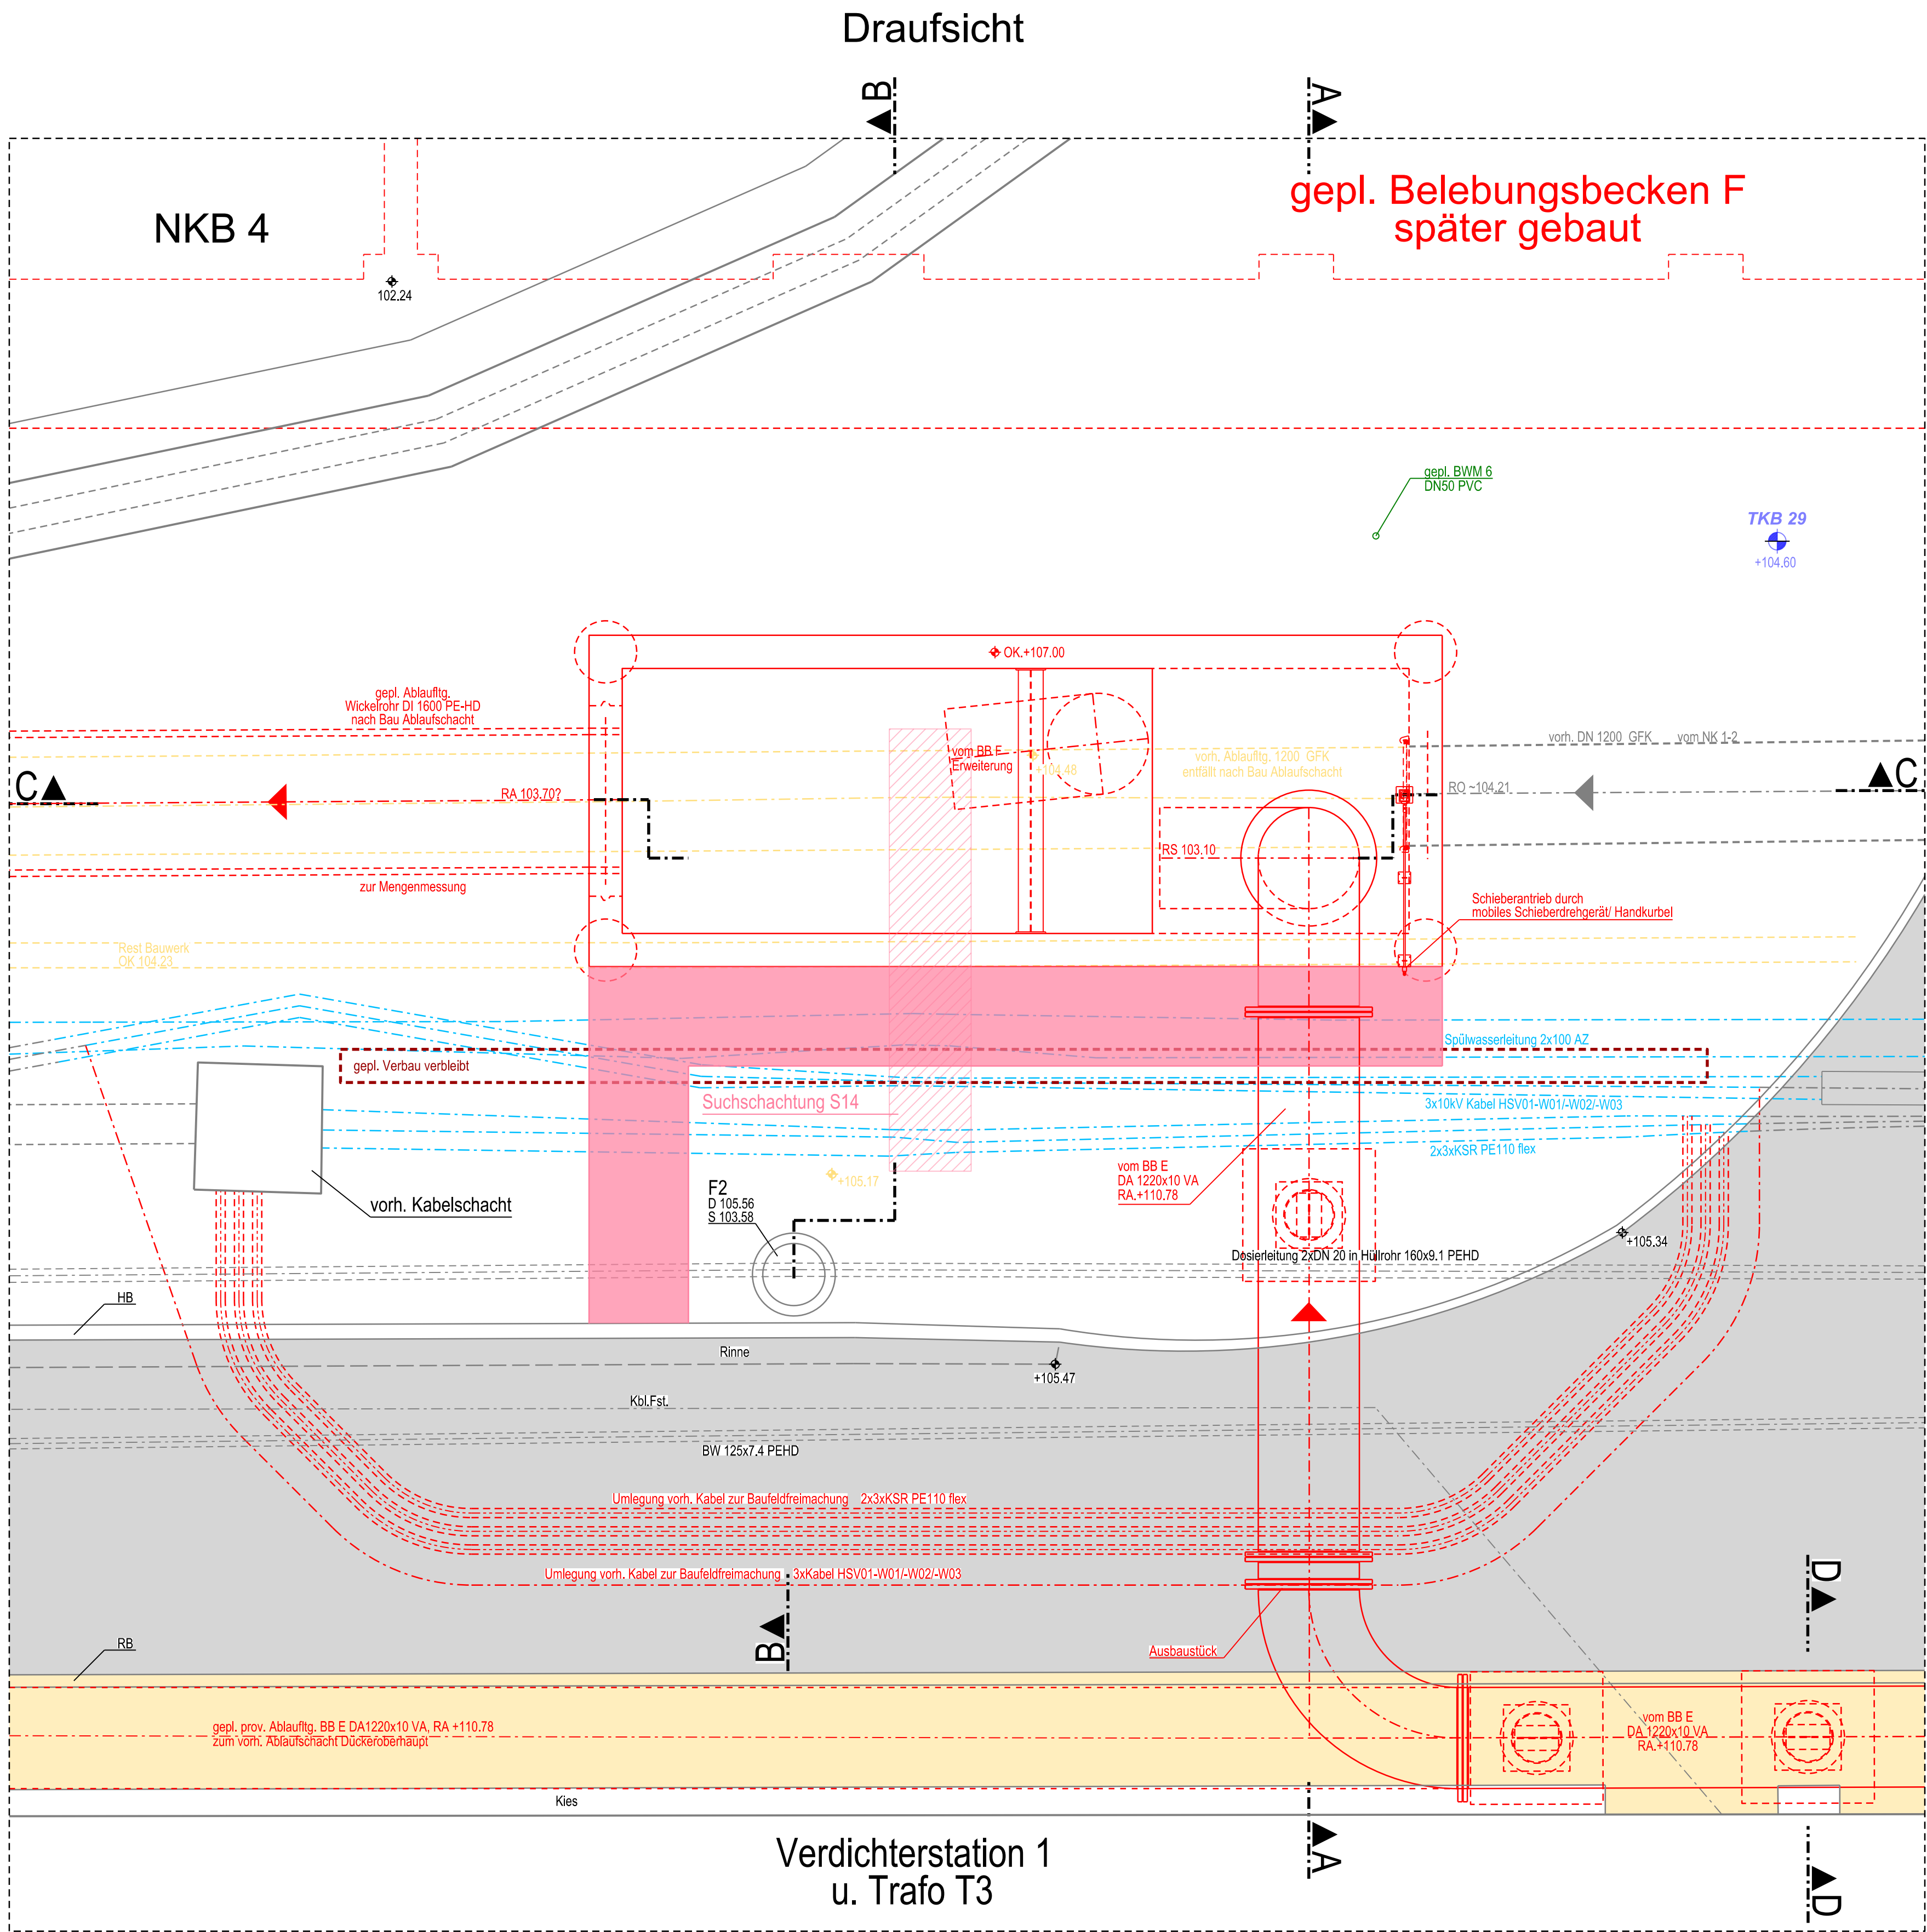 Draufsicht
B
A
NKB 4
gepl. Belebungsbecken F
später gebaut
102.24
gepl. BWM 6
DN50 PVC
TKB 29
+104.60
OK.+107.00
gepl. Ablaufltg.
Wickelrohr DI 1600 PE-HD
nach Bau Ablaufschacht
vom BB F
Erweiterung
+104.48
vorh. Ablaufltg. 1200 GFK
entfällt nach Bau Ablaufschacht
vorh. DN 1200 GFK
vom NK 1-2
C
C
RA 103.70?
RO ~104.21
RS 103.10
zur Mengenmessung
Schieberantrieb durch
mobiles Schieberdrehgerät/ Handkurbel
Rest Bauwerk
OK 104.23
Spülwasserleitung 2x100 AZ
gepl. Verbau verbleibt
Suchschachtung S14
3x10kV Kabel HSV01-W01/-W02/-W03
2x3xKSR PE110 flex
+105.17
vom BB E
DA 1220x10 VA
RA.+110.78
F2
D 105.56
S 103.58
vorh. Kabelschacht
+105.34
Dosierleitung 2xDN 20 in Hüllrohr 160x9.1 PEHD
HB
Rinne
+105.47
Kbl.Fst.
BW 125x7.4 PEHD
Umlegung vorh. Kabel zur Baufeldfreimachung 2x3xKSR PE110 flex
Umlegung vorh. Kabel zur Baufeldfreimachung 3xKabel HSV01-W01/-W02/-W03
D
B
RB
Ausbaustück
gepl. prov. Ablaufltg. BB E DA1220x10 VA, RA +110.78
zum vorh. Ablaufschacht Dückeroberhaupt
vom BB E
DA 1220x10 VA
RA.+110.78
Kies
Verdichterstation 1
u. Trafo T3
A
D